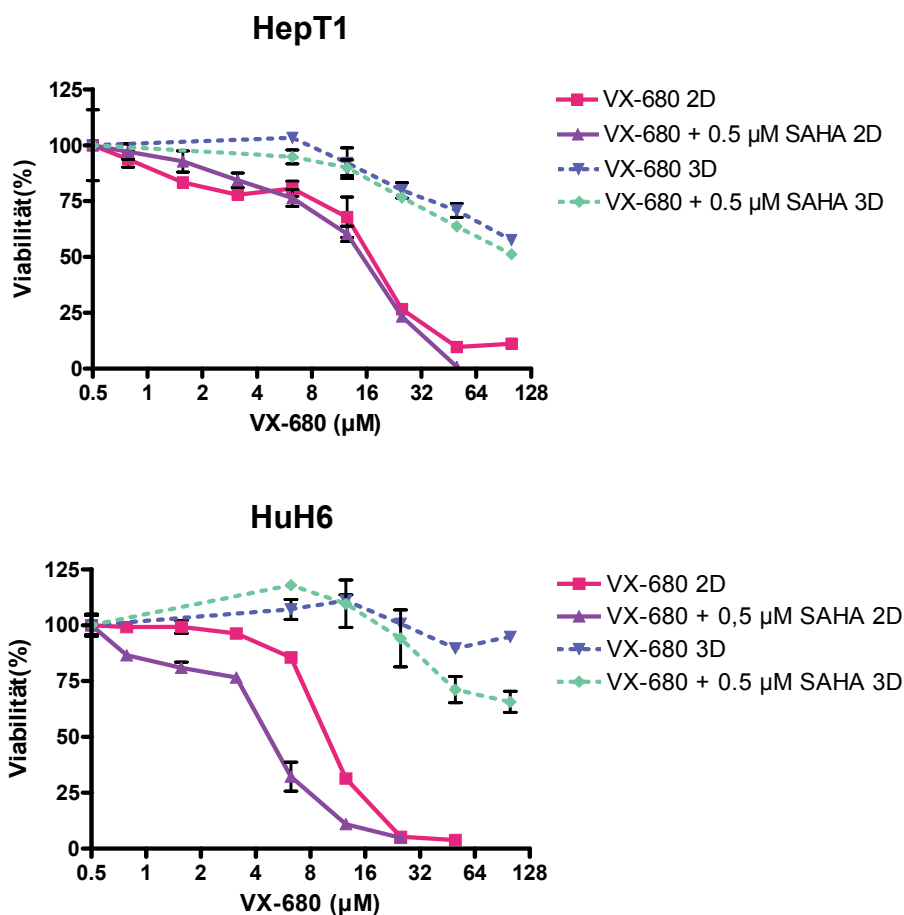 HepT1
125
100
75
50
25
0
Viabilität(%)
0.5 1 2 4 8 16 32 64 128
VX-680 (µM)
VX-680 2D
VX-680 + 0.5 µM SAHA 2D
VX-680 3D
VX-680 + 0.5 µM SAHA 3D
HuH6
125
100
75
50
25
0
Viabilität(%)
0.5 1 2 4 8 16 32 64 128
VX-680 (µM)
VX-680 2D
VX-680 + 0,5 µM SAHA 2D
VX-680 3D
VX-680 + 0.5 µM SAHA 3D